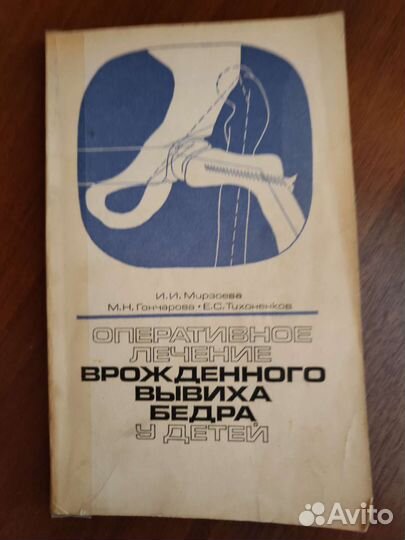 И. И. Мирзоева
М. Н. Гончарова · Е. С. Тихоненков
ОПЕРАТИВНОЕ
ЛЕЧЕНИЕ
ВРОЖДЕННОГО
ВЫВИХА
БЕДРА
У ДЕТЕЙ
Avito